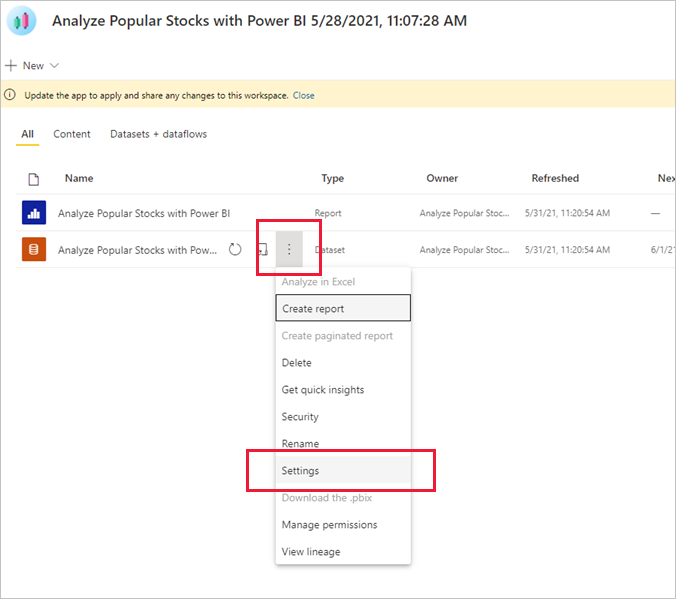 Analyze Popular Stocks with Power BI 5/28/2021, 11:07:28 AM
New
Update the app to apply and share any changes to this workspace. Close
All Content Datasets + dataflows
Name Type Owner Refreshed Nex
Analyze Popular Stocks with Power BI Report Analyze Popular Stoc... 5/31/21, 11:20:54 AM —
Analyze Popular Stocks with Pow... Dataset Analyze Popular Stoc... 5/31/21, 11:20:54 AM 6/1/21
Analyze in Excel
Create report
Create paginated report
Delete
Get quick insights
Security
Rename
Settings
Download the .pbix
Manage permissions
View lineage